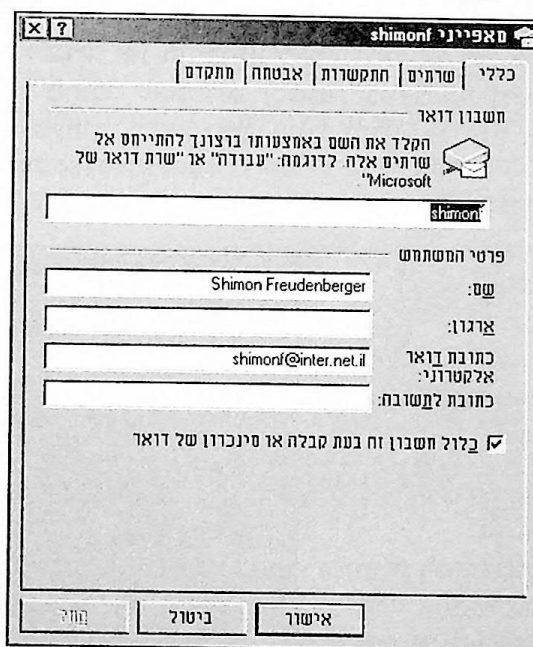 מאפייני shimonf
כללי שרתים התקשרות אבטחה מתקדם
חשבון דואר
הקלד את השם באמצעותו ברצונך להתייחס אל
שרתים אלה. לדוגמה: "עבודה" או "שרת דואר של
Microsoft".
shimonf
פרטי המשתמש
שם: Shimon Freudenberger
ארגון:
כתובת דואר
אלקטרוני: shimonf@inter.net.il
כתובת לתשובה:
כלול חשבון זה בעת קבלה או סינכרון של דואר
אישור ביטול החל